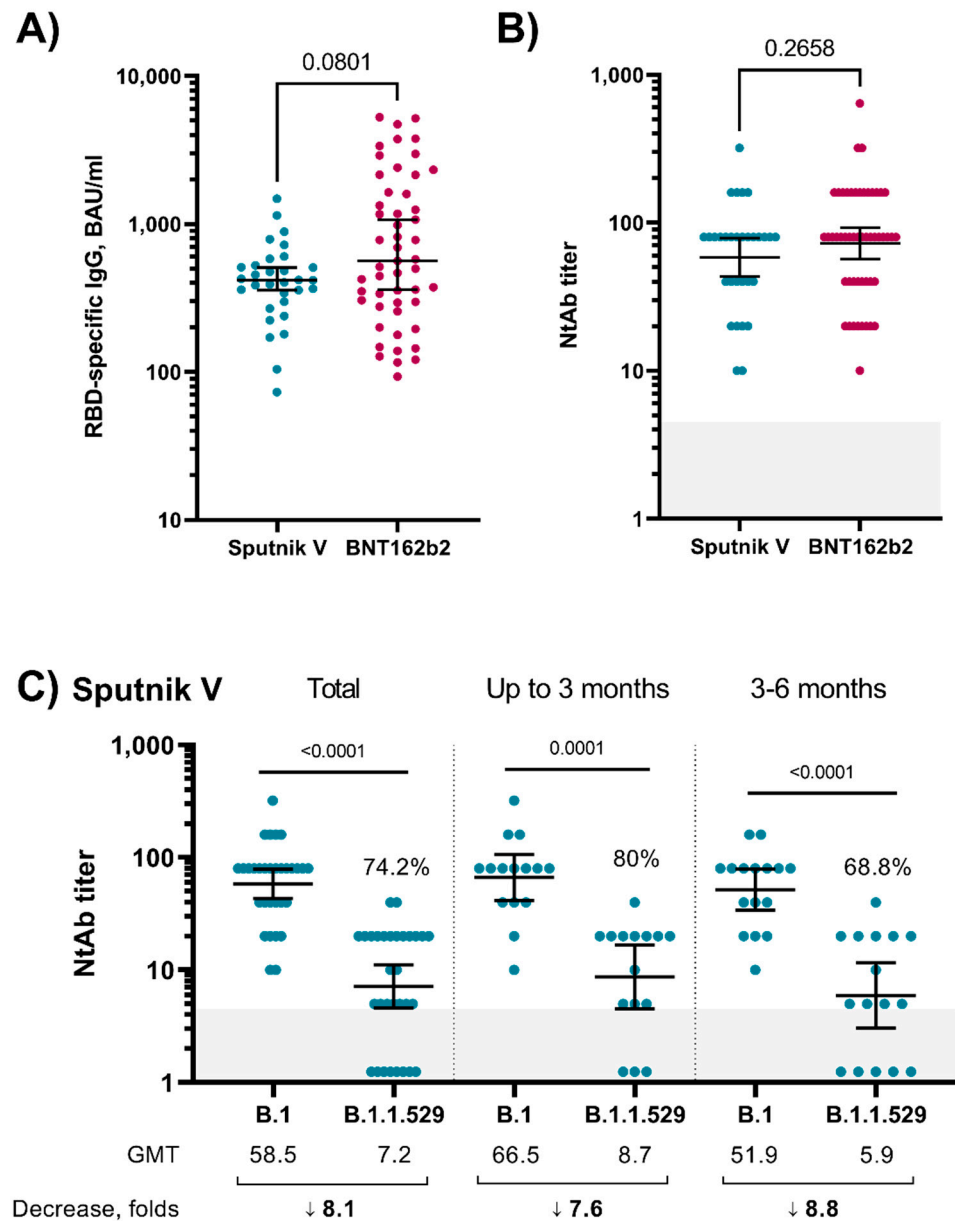 A)
0.0801
10,000
1,000
100
10
RBD-specific IgG, BAU/ml
Sputnik V BNT162b2
B)
0.2658
1,000
100
10
1
NtAb titer
Sputnik V BNT162b2
C) Sputnik V Total Up to 3 months 3-6 months
<0.0001 0.0001 <0.0001
74.2% 80% 68.8%
1,000
100
10
1
NtAb titer
B.1 B.1.1.529 B.1 B.1.1.529 B.1 B.1.1.529
GMT 58.5 7.2 66.5 8.7 51.9 5.9
Decrease, folds ↓ 8.1 ↓ 7.6 ↓ 8.8